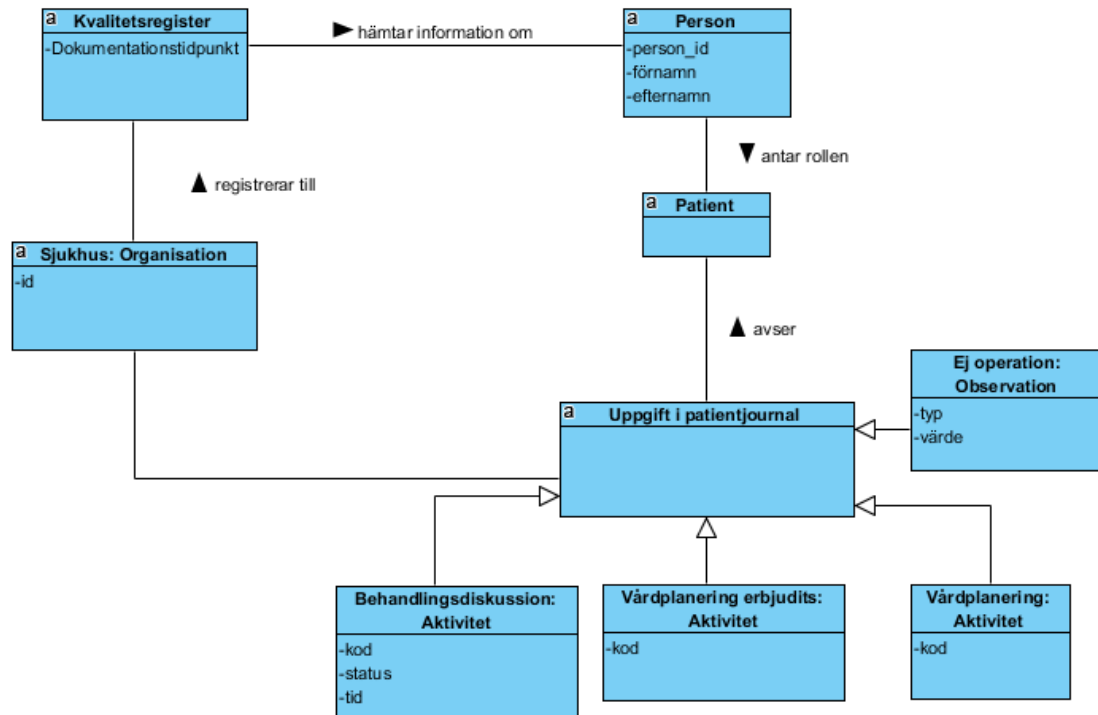 a Kvalitetsregister
-Dokumentationstidpunkt
hämtar information om
a Person
-person_id
-förnamn
-efternamn
antar rollen
registrerar till
a Patient
a Sjukhus: Organisation
-id
avser
Ej operation:
Observation
-typ
-värde
a Uppgift i patientjournal
Behandlingsdiskussion:
Aktivitet
-kod
-status
-tid
Vårdplanering erbjudits:
Aktivitet
-kod
Vårdplanering:
Aktivitet
-kod